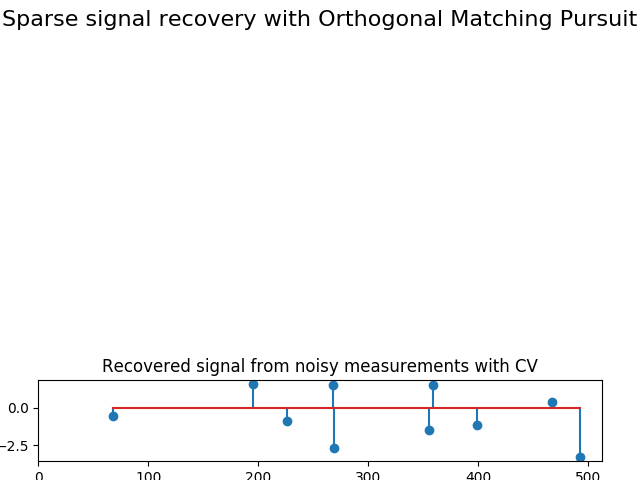 Sparse signal recovery with Orthogonal Matching Pursuit
Recovered signal from noisy measurements with CV
0.0
−2.5
0 100 200 300 400 500